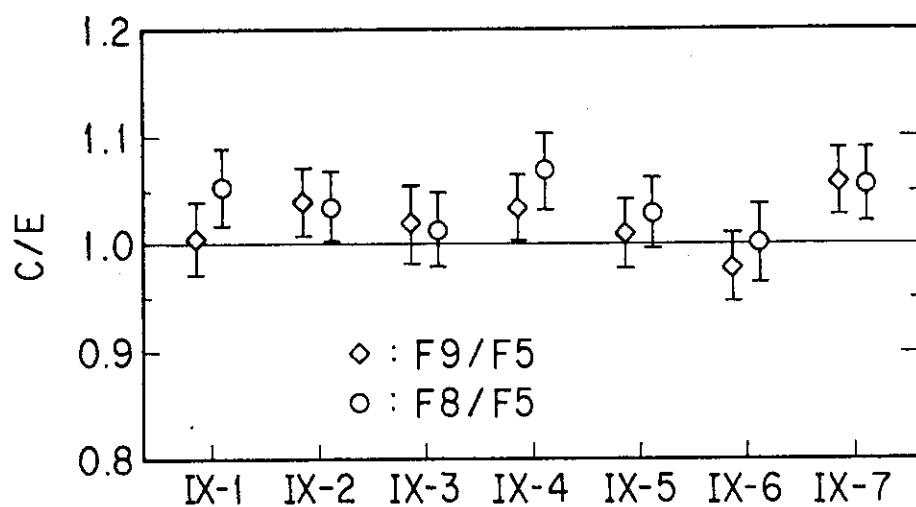 1.2
1.1
1.0
0.9
0.8
C/E
◇ : F9/F5
○ : F8/F5
IX-1 IX-2 IX-3 IX-4 IX-5 IX-6 IX-7